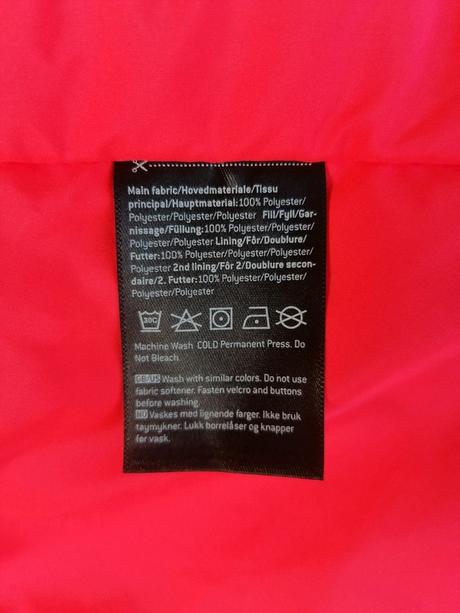 Main fabric/Hovedmateriale/Tissu
principal/Hauptmaterial:100% Polyester/
Polyester/Polyester/Polyester Fill/Fyll/Gar-
nissage/Füllung:100% Polyester/Polyester/
Polyester/Polyester Lining/Fôr/Doublure/
Futter:100% Polyester/Polyester/Polyester/
Polyester 2nd lining/Fôr 2/Doublure secon-
daire/2. Futter:100% Polyester/Polyester/
Polyester/Polyester
30C
Machine Wash COLD Permanent Press. Do
Not Bleach.
GB/US Wash with similar colors. Do not use
fabric softener. Fasten velcro and buttons
before washing.
NO Vaskes med lignende farger. Ikke bruk
tøymykner. Lukk borrelåser og knapper
før vask.